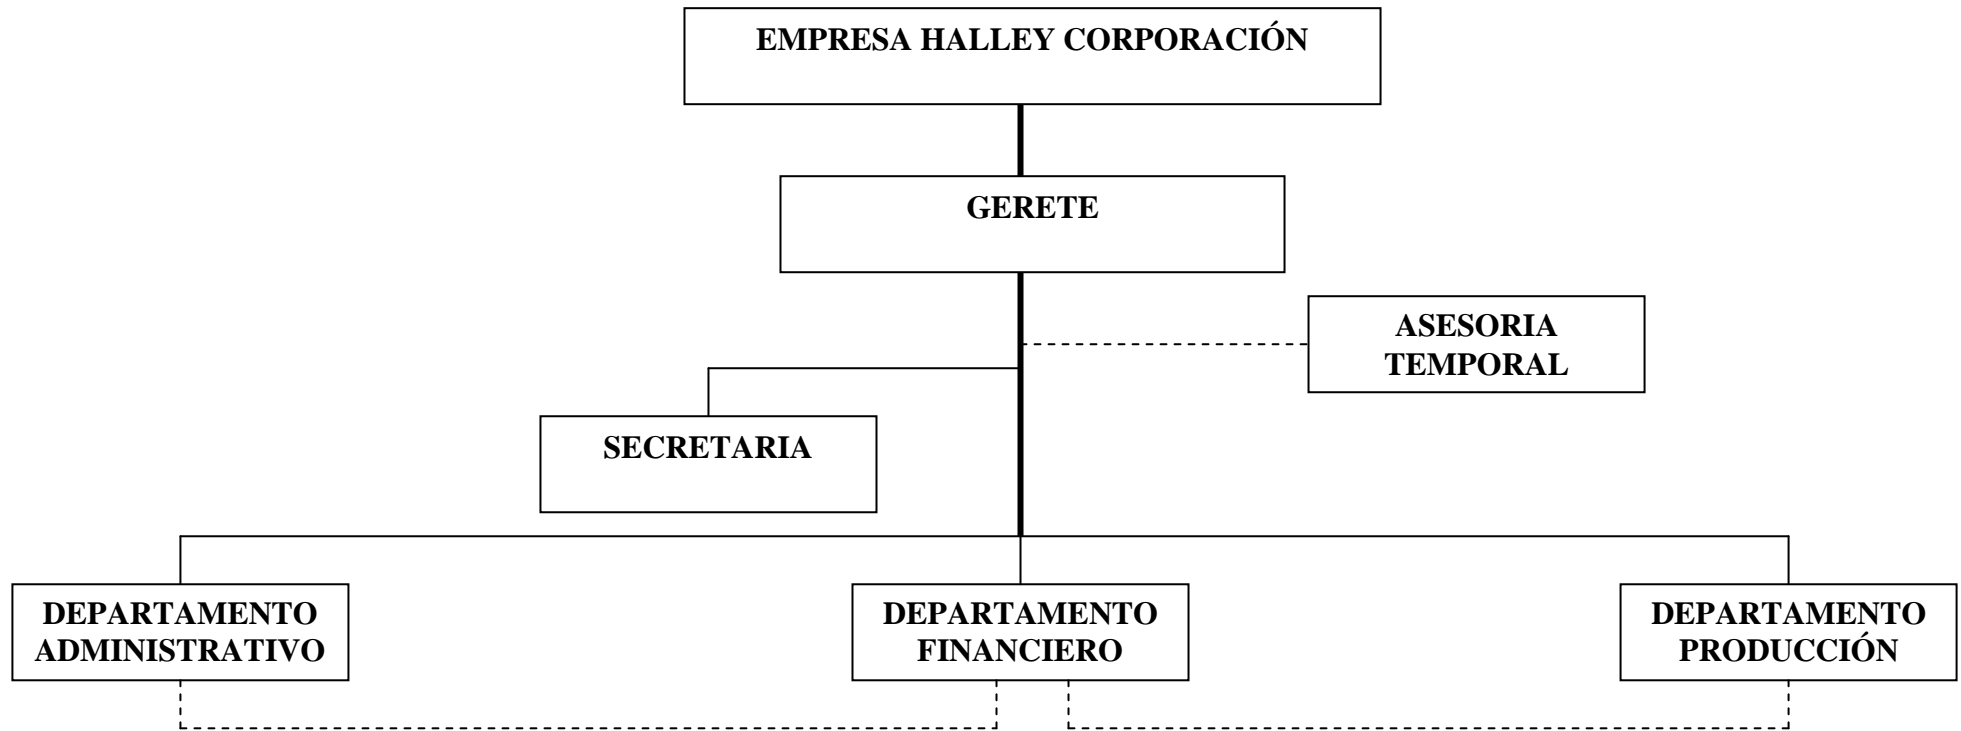 EMPRESA HALLEY CORPORACIÓN
GERETE
ASESORIA
TEMPORAL
SECRETARIA
DEPARTAMENTO
ADMINISTRATIVO
DEPARTAMENTO
FINANCIERO
DEPARTAMENTO
PRODUCCIÓN